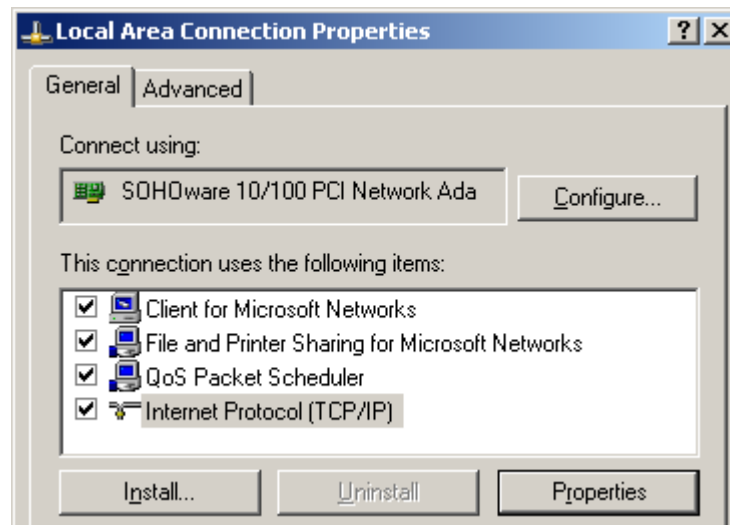 Local Area Connection Properties
General
Advanced
Connect using:
SOHOware 10/100 PCI Network Ada
Configure...
This connection uses the following items:
Client for Microsoft Networks
File and Printer Sharing for Microsoft Networks
QoS Packet Scheduler
Internet Protocol (TCP/IP)
Install...
Uninstall
Properties